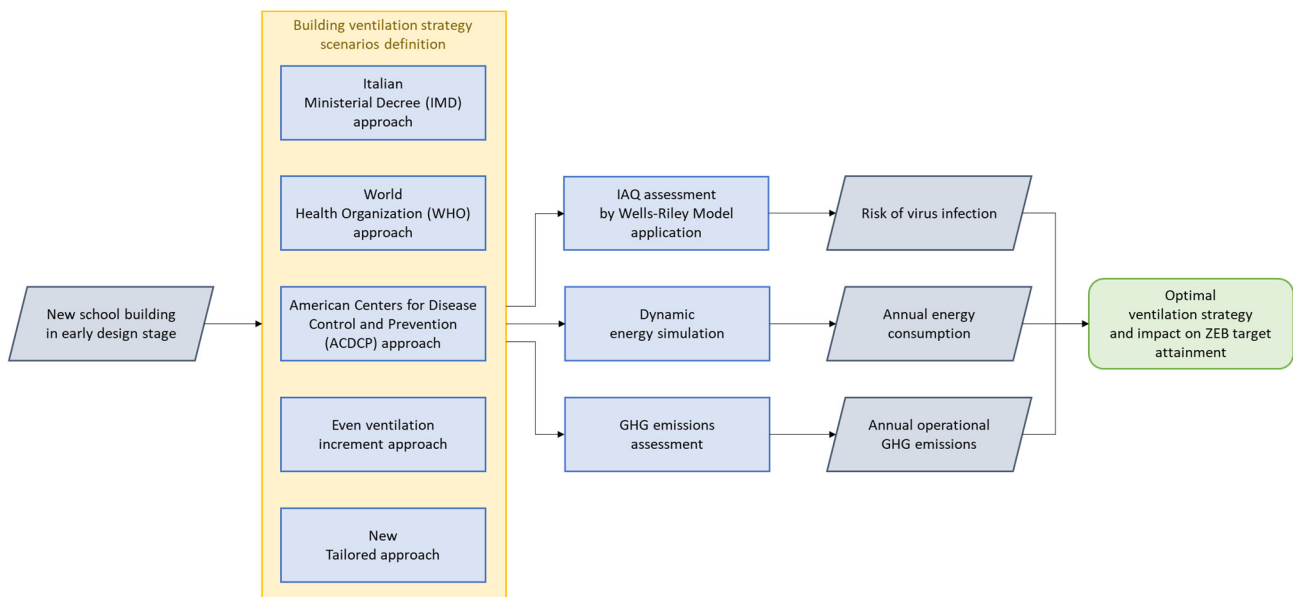 Building ventilation strategy
scenarios definition
Italian
Ministerial Decree (IMD)
approach
World
Health Organization (WHO)
approach
IAQ assessment
by Wells-Riley Model
application
Risk of virus infection
New school building
in early design stage
American Centers for Disease
Control and Prevention
(ACDCP) approach
Dynamic
energy simulation
Annual energy
consumption
Optimal
ventilation strategy
and impact on ZEB target
attainment
Even ventilation
increment approach
GHG emissions
assessment
Annual operational
GHG emissions
New
Tailored approach